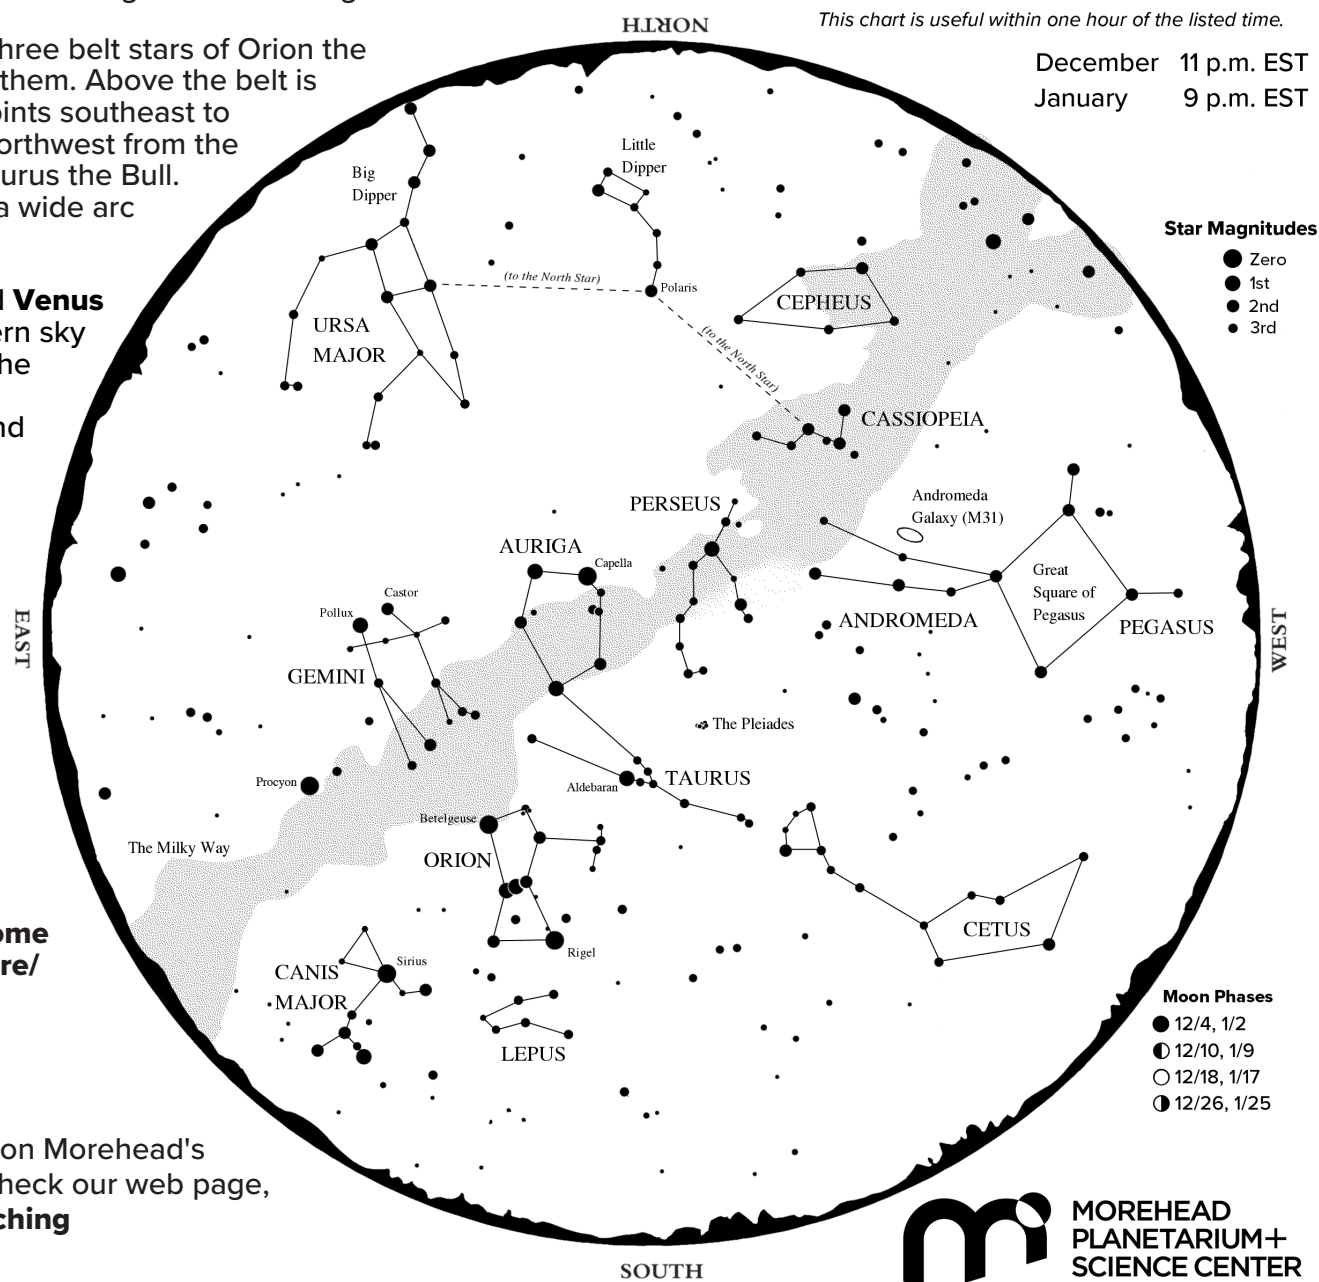 This chart is useful within one hour of the listed time.
December 11 p.m. EST
January 9 p.m. EST
hree belt stars of Orion the
them. Above the belt is
ints southeast to
orthwest from the
urus the Bull.
a wide arc
Venus
ern sky
he
nd
ome
re/
on Morehead's
heck our web page,
ching
NORTH
Little
Dipper
Big
Dipper
(to the North Star)
Polaris
CEPHEUS
URSA
MAJOR
(to the North Star)
CASSIOPEIA
PERSEUS
Andromeda
Galaxy (M31)
AURIGA
Capella
Great
Square of
Pegasus
Castor
Pollux
ANDROMEDA
PEGASUS
EAST
WEST
GEMINI
The Pleiades
Procyon
Aldebaran
TAURUS
Betelgeuse
The Milky Way
ORION
CETUS
Rigel
Sirius
CANIS
MAJOR
LEPUS
SOUTH
Star Magnitudes
Zero
1st
2nd
3rd
Moon Phases
12/4, 1/2
12/10, 1/9
12/18, 1/17
12/26, 1/25
MOREHEAD
PLANETARIUM+
SCIENCE CENTER